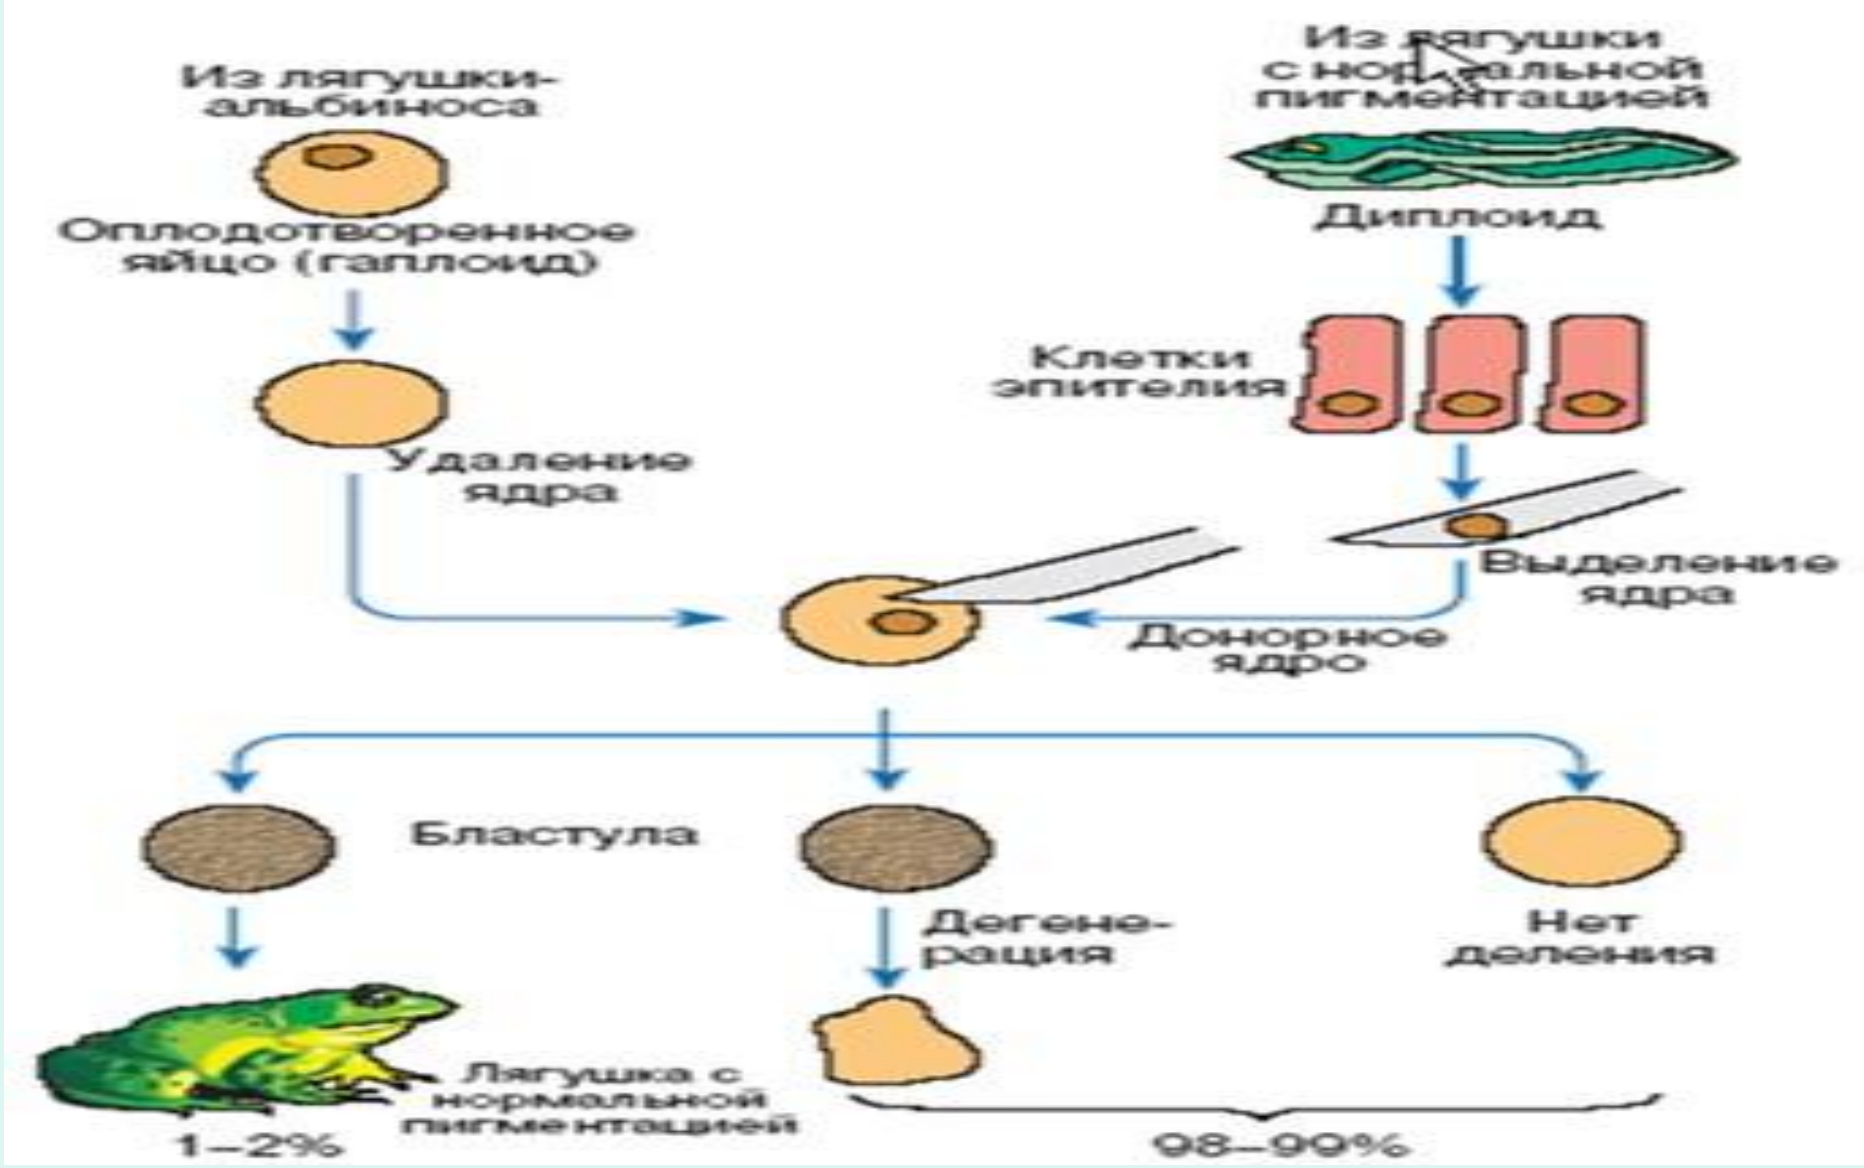 Из лягушки-
альбиноса
Оплодотворенное
яйцо (гаплоид)
Удаление
ядра
Из лягушки
с нормальной
пигментацией
Диплоид
Клетки
эпителия
Выделение
ядра
Донорное
ядро
Бластула
Дегене-
рация
Нет
деления
Лягушка с
нормальной
пигментацией
1–2%
98–99%